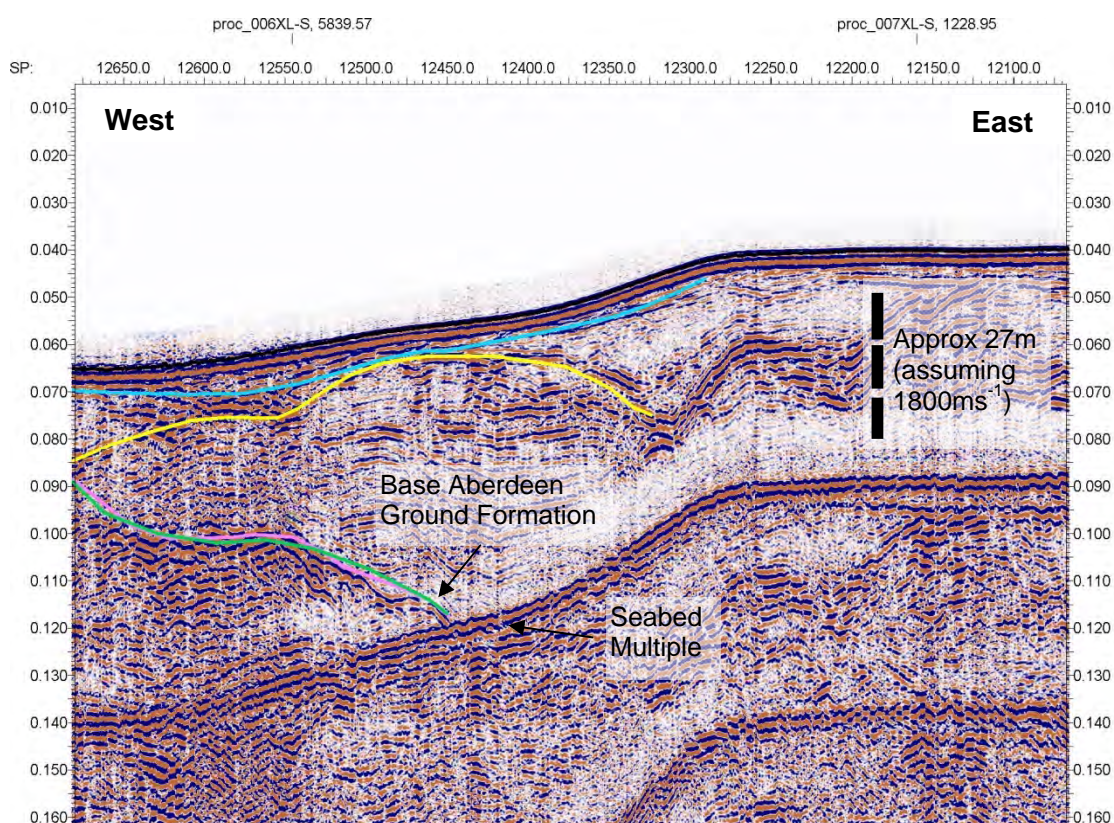 proc_006XL-S, 5839.57 proc_007XL-S, 1228.95
SP: 12650.0 12600.0 12550.0 12500.0 12450.0 12400.0 12350.0 12300.0 12250.0 12200.0 12150.0 12100.0
West East
0.010 0.010
0.020 0.020
0.030 0.030
0.040 0.040
0.050 0.050
0.060 0.060
0.070 0.070
0.080 0.080
0.090 0.090
0.100 0.100
0.110 0.110
0.120 0.120
0.130 0.130
0.140 0.140
0.150 0.150
0.160 0.160
Approx 27m
(assuming
1800ms⁻¹)
Base Aberdeen
Ground Formation
Seabed
Multiple